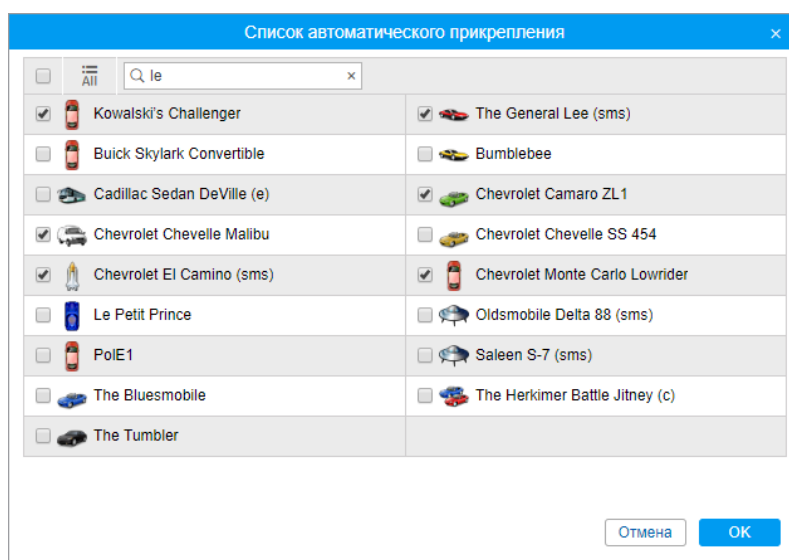 Список автоматического прикрепления
×
All
le
×
Kowalski's Challenger
The General Lee (sms)
Buick Skylark Convertible
Bumblebee
Cadillac Sedan DeVille (e)
Chevrolet Camaro ZL1
Chevrolet Chevelle Malibu
Chevrolet Chevelle SS 454
Chevrolet El Camino (sms)
Chevrolet Monte Carlo Lowrider
Le Petit Prince
Oldsmobile Delta 88 (sms)
PolE1
Saleen S-7 (sms)
The Bluesmobile
The Herkimer Battle Jitney (c)
The Tumbler
Отмена
OK